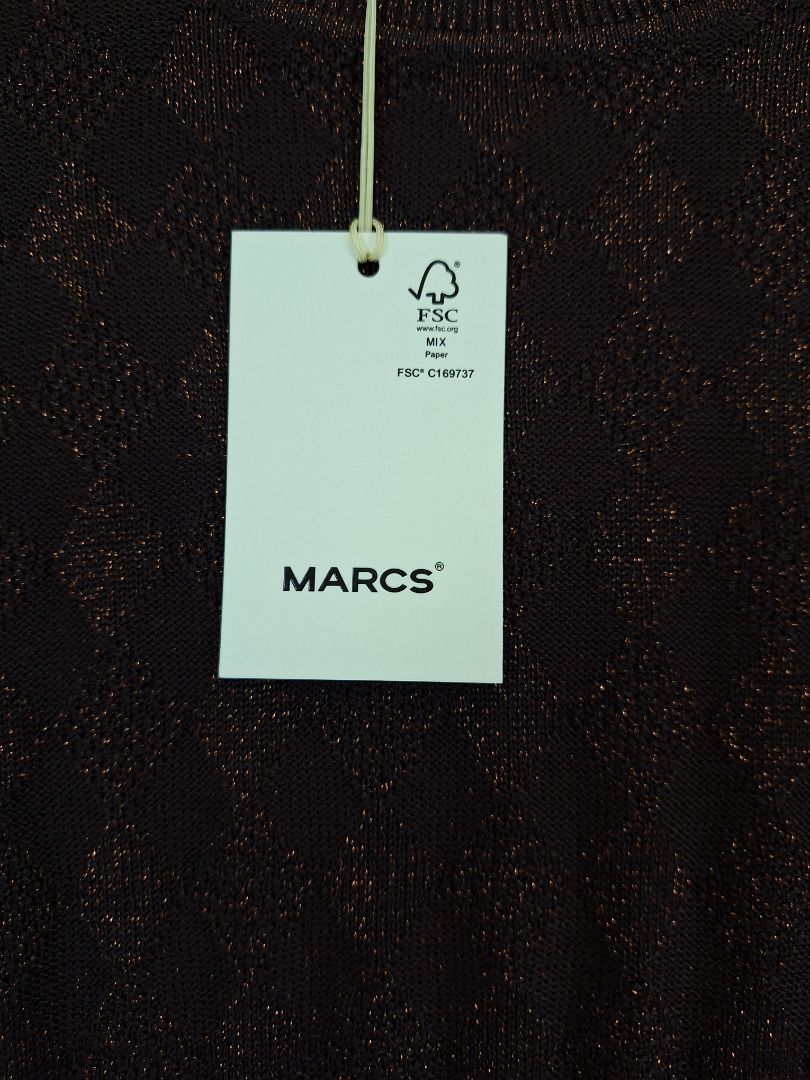 ®
FSC
www.fsc.org
MIX
Paper
FSC® C169737
MARCS®